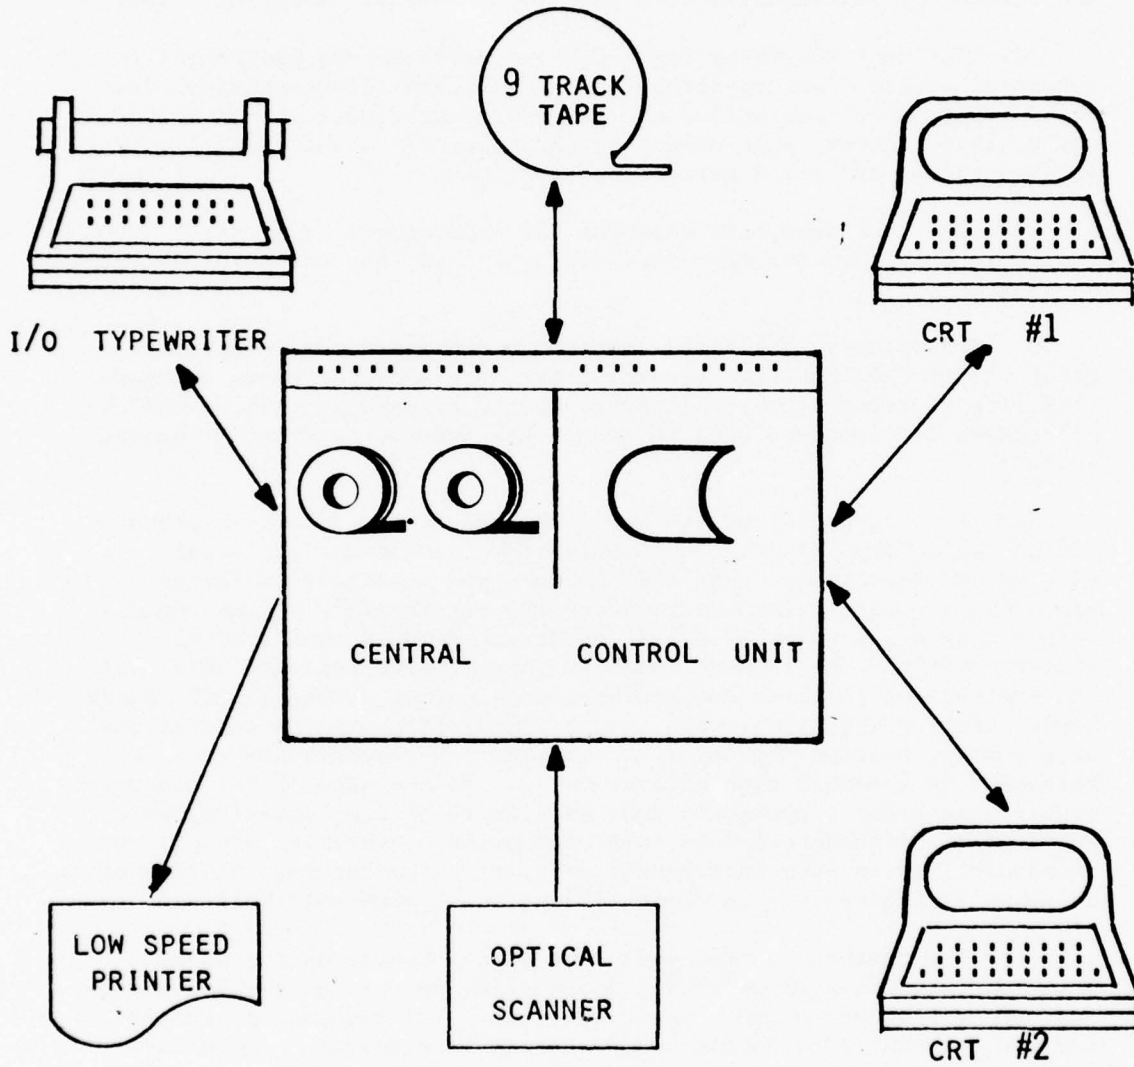 9 TRACK
TAPE
I/O TYPEWRITER
CRT #1
CENTRAL CONTROL UNIT
LOW SPEED
PRINTER
OPTICAL
SCANNER
CRT #2